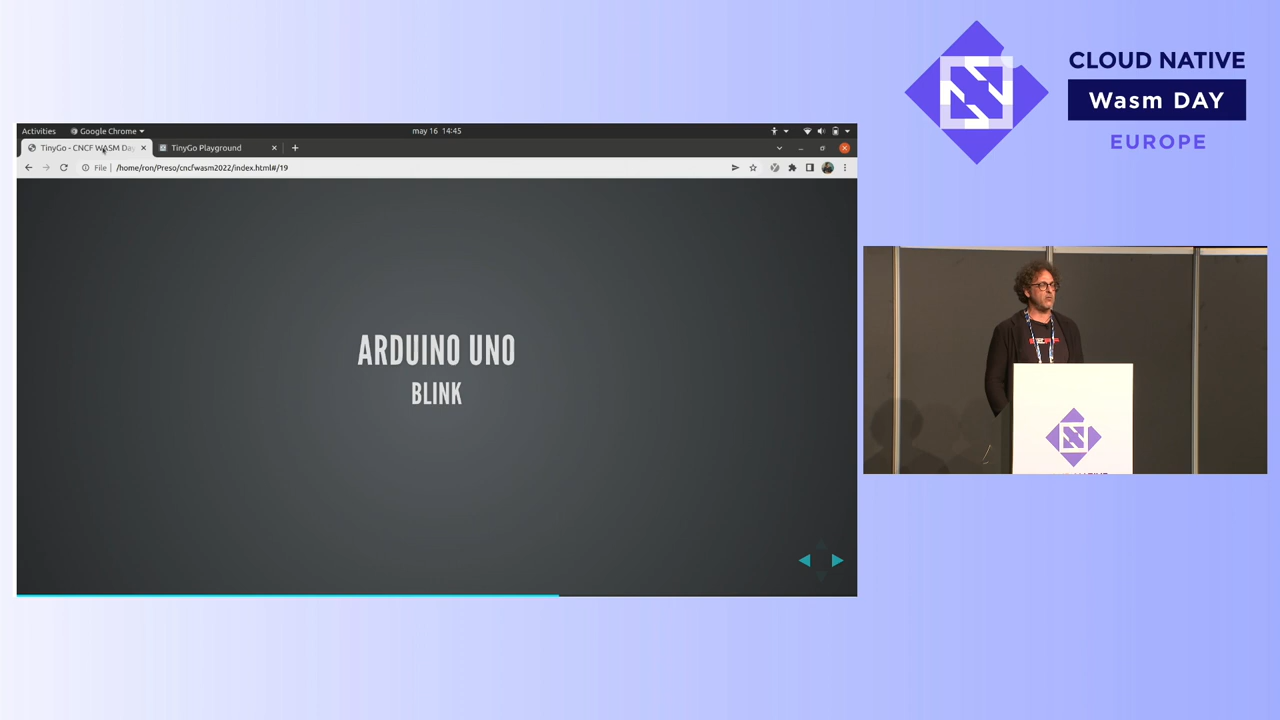 CLOUD NATIVE
Wasm DAY
EUROPE
Activities
Google Chrome
may 16 14:45
TinyGo - CNCF WASM Da
TinyGo Playground
File
/home/ron/Preso/cncfwasm2022/index.html#/19
ARDUINO UNO
BLINK